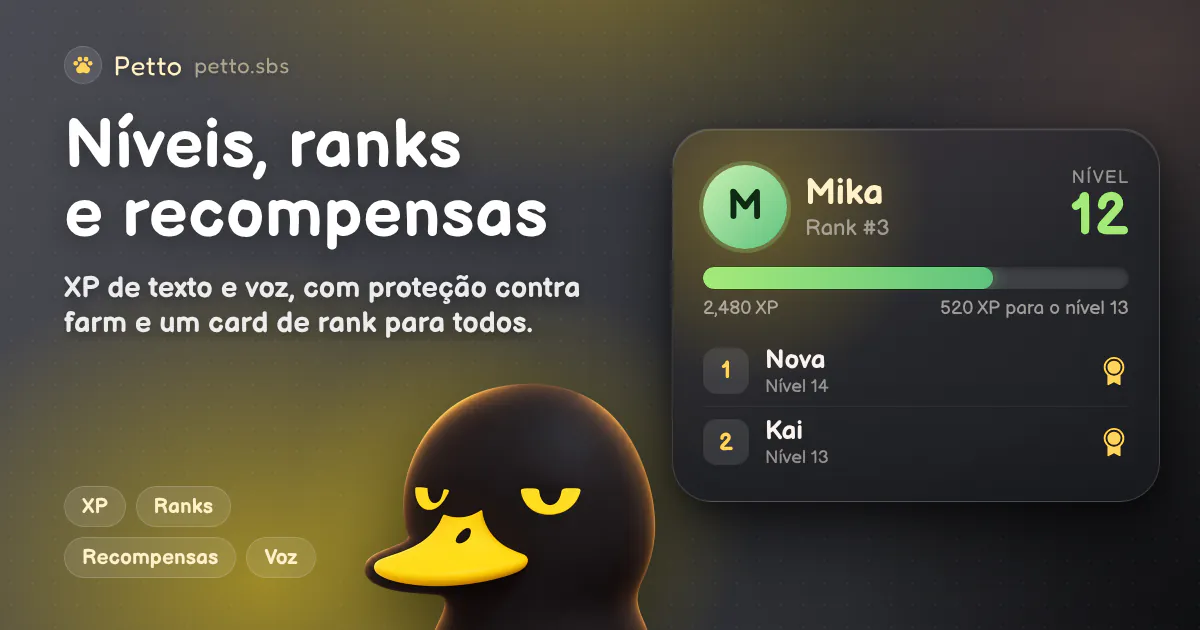 Petto petto.sbs
Níveis, ranks
e recompensas
XP de texto e voz, com proteção contra
farm e um card de rank para todos.
XP Ranks
Recompensas Voz
M
Mika
Rank #3
NÍVEL
12
2,480 XP 520 XP para o nível 13
1
Nova
Nível 14
2
Kai
Nível 13